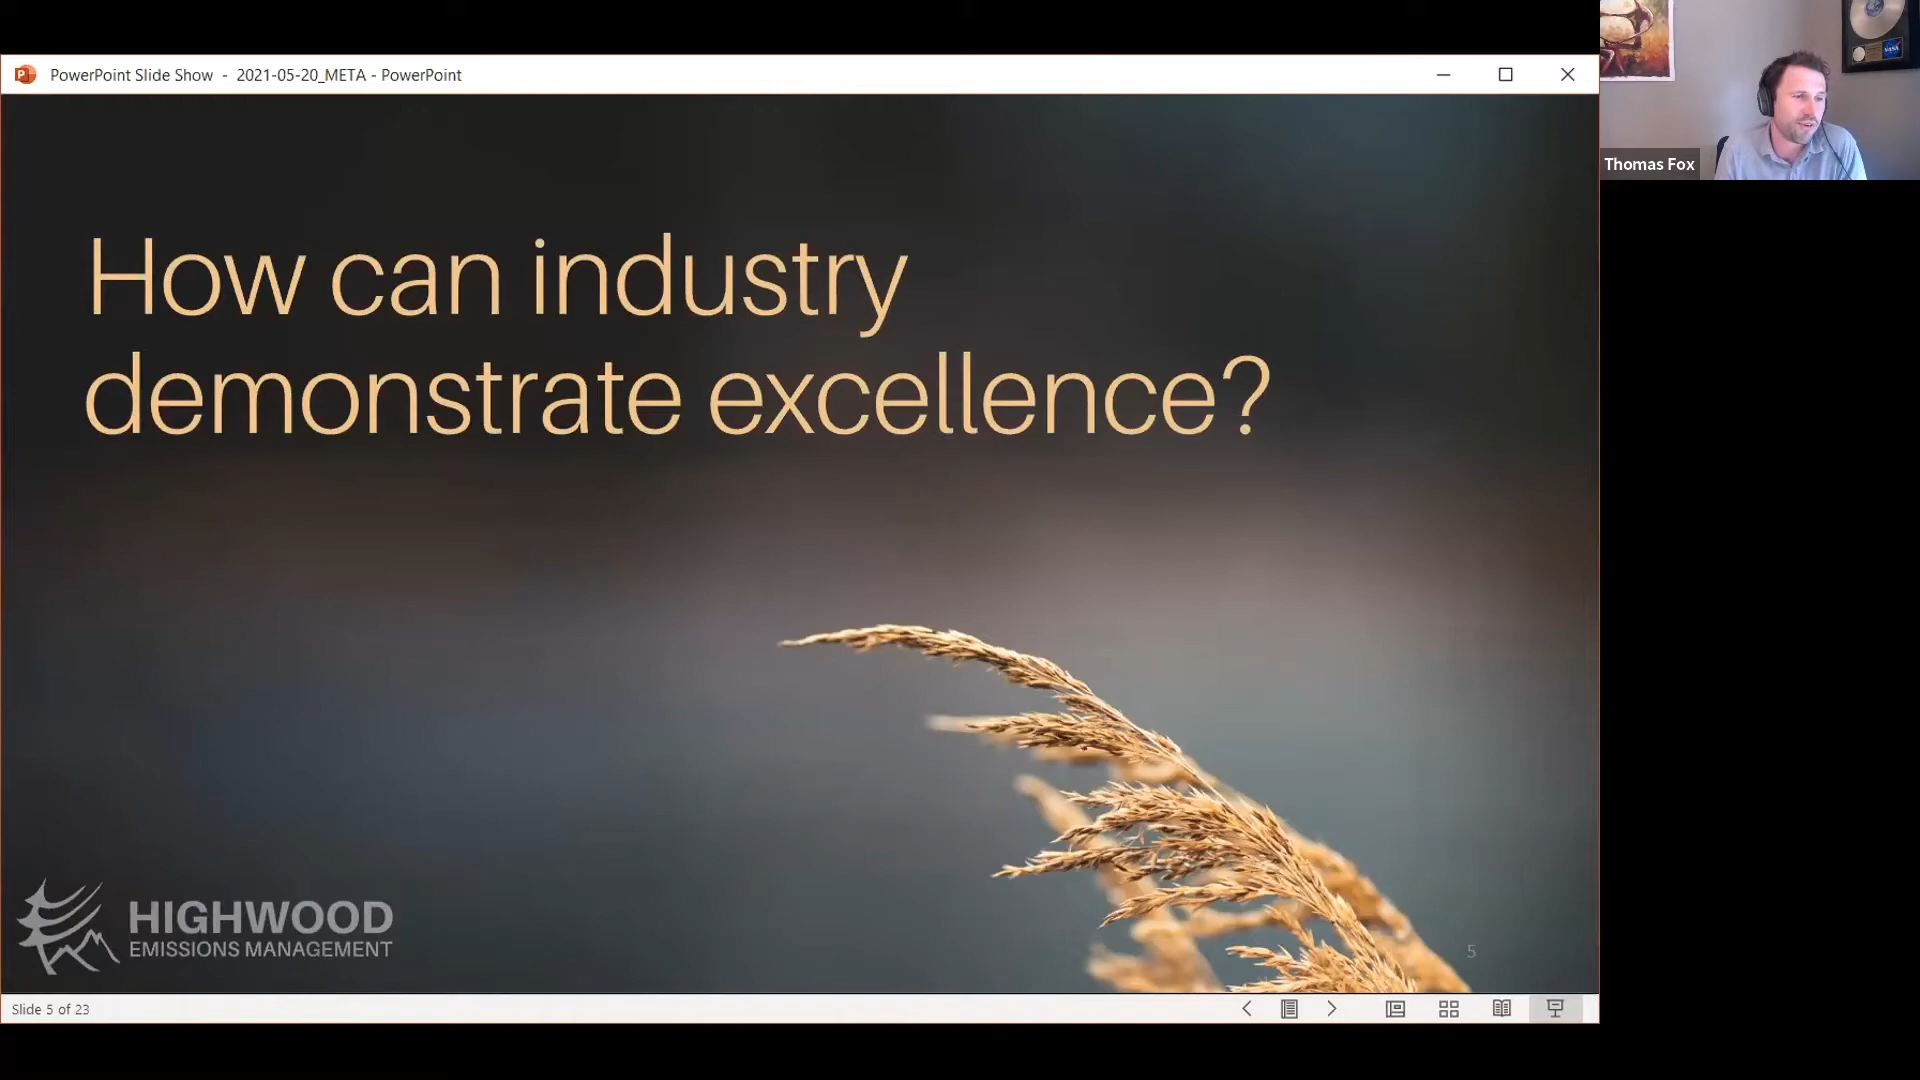 PowerPoint Slide Show - 2021-05-20_META - PowerPoint
Thomas Fox
NASA
How can industry
demonstrate excellence?
HIGHWOOD
EMISSIONS MANAGEMENT
5
Slide 5 of 23